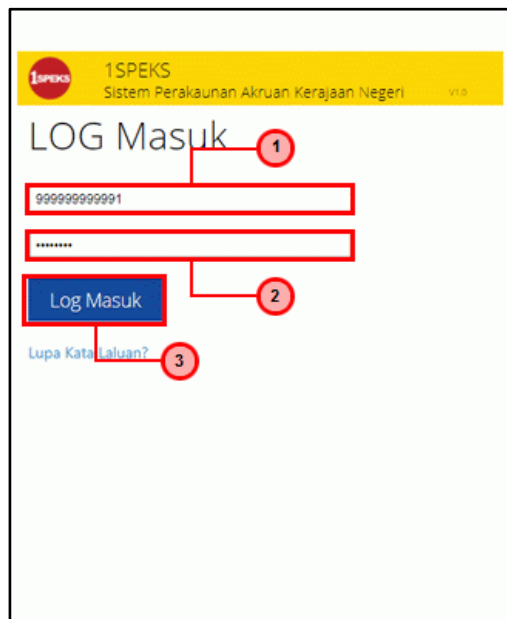 1SPEKS
1SPEKS
Sistem Perakaunan Akruan Kerajaan Negeri
V1.0
LOG Masuk
1
999999999991
••••••••
2
Log Masuk
Lupa Kata Laluan?
3